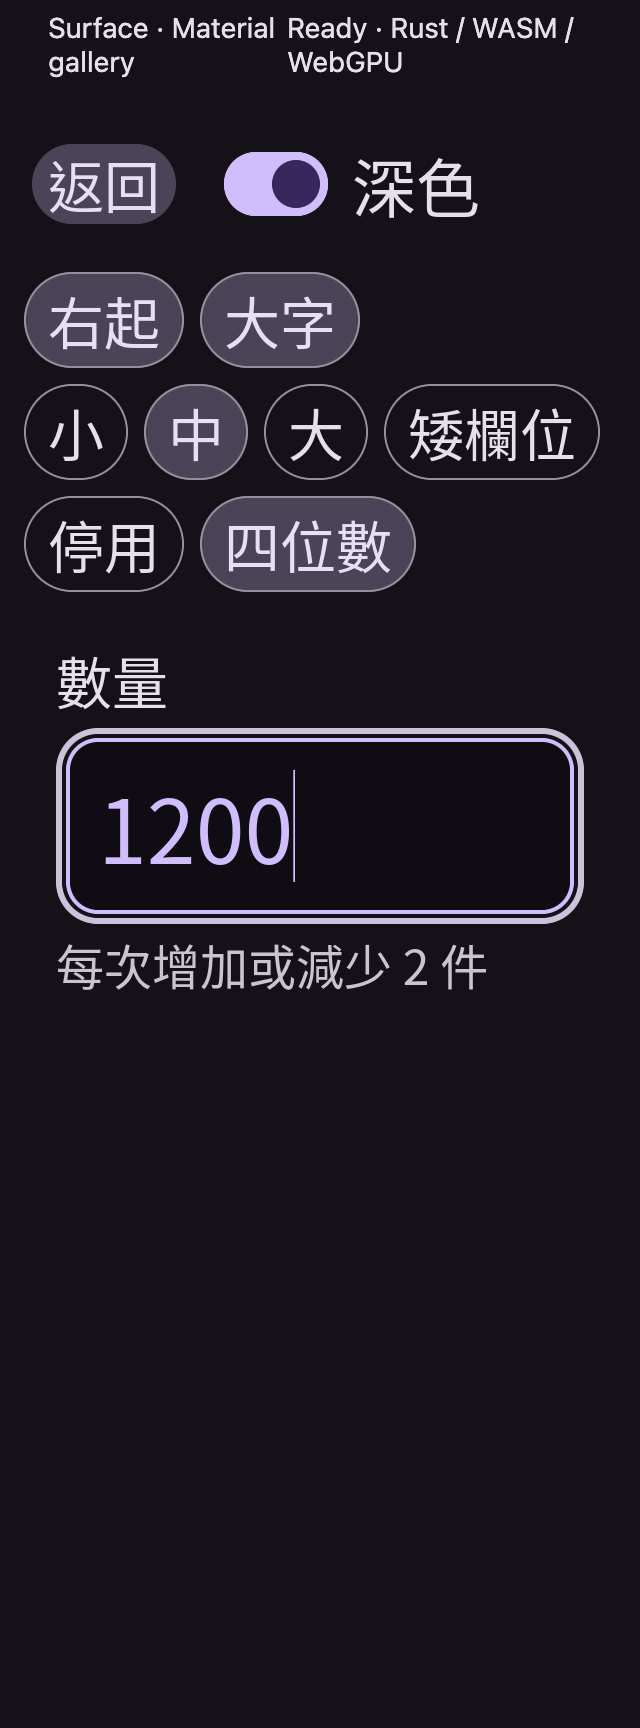 Surface · Material gallery
Ready · Rust / WASM / WebGPU
返回
深色
右起
大字
小
中
大
矮欄位
停用
四位數
數量
1200
每次增加或減少 2 件